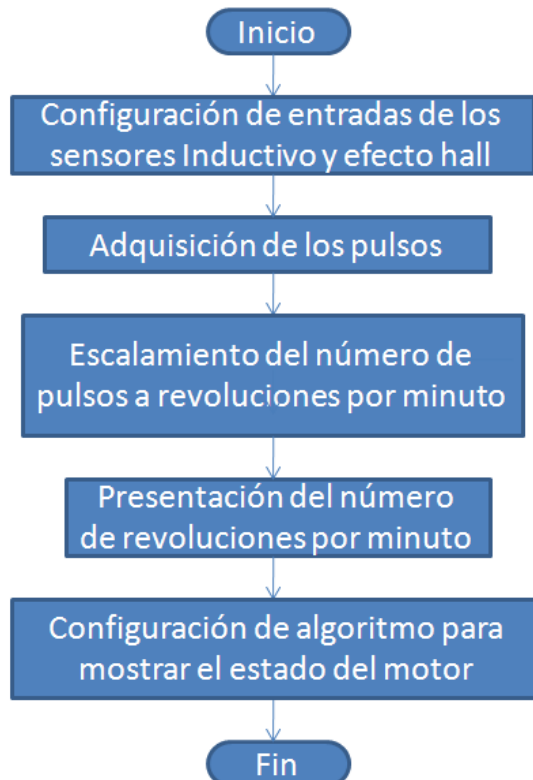 Inicio
Configuración de entradas de los
sensores Inductivo y efecto hall
Adquisición de los pulsos
Escalamiento del número de
pulsos a revoluciones por minuto
Presentación del número
de revoluciones por minuto
Configuración de algoritmo para
mostrar el estado del motor
Fin